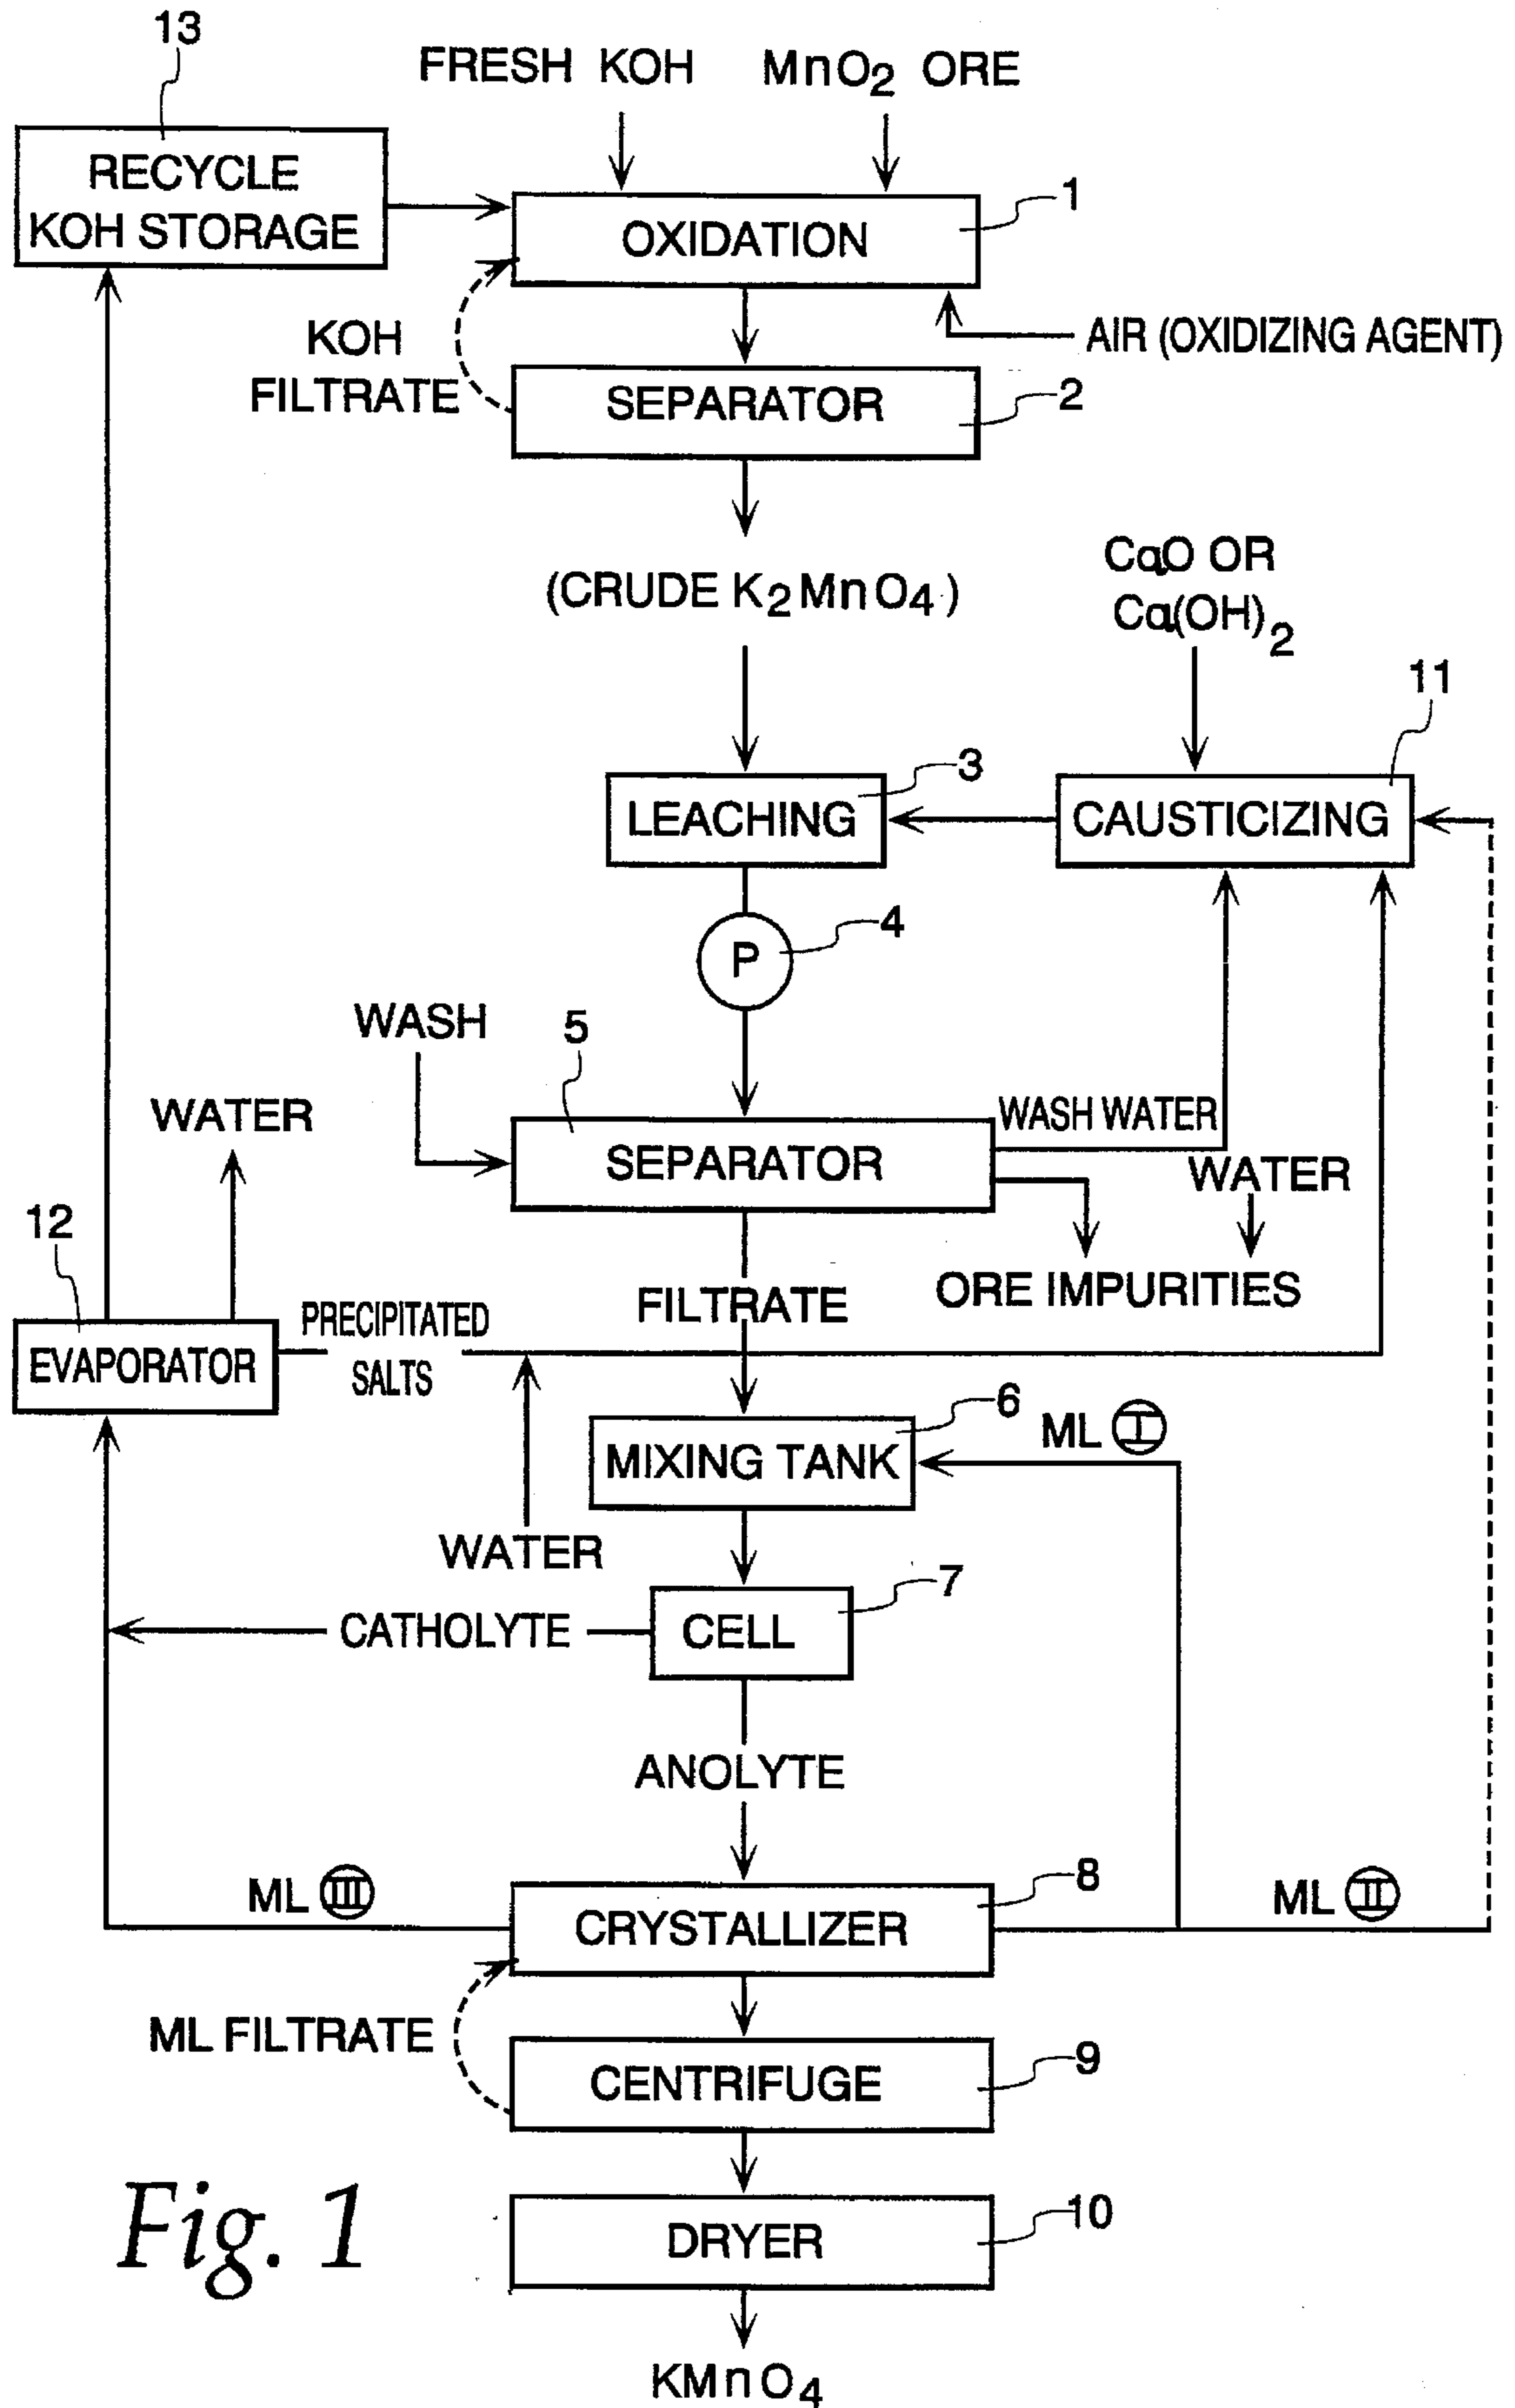 13
FRESH KOH
MnO2 ORE
RECYCLE
KOH STORAGE
1
OXIDATION
KOH
FILTRATE
AIR (OXIDIZING AGENT)
2
SEPARATOR
(CRUDE K2MnO4)
CaO OR
Ca(OH)2
11
3
LEACHING
CAUSTICIZING
4
P
WASH
5
WATER
WASH WATER
SEPARATOR
WATER
12
ORE IMPURITIES
FILTRATE
PRECIPITATED
SALTS
EVAPORATOR
6
ML I
MIXING TANK
WATER
7
CATHOLYTE
CELL
ANOLYTE
8
ML III
ML II
CRYSTALLIZER
ML FILTRATE
9
CENTRIFUGE
10
DRYER
Fig. 1
KMnO4